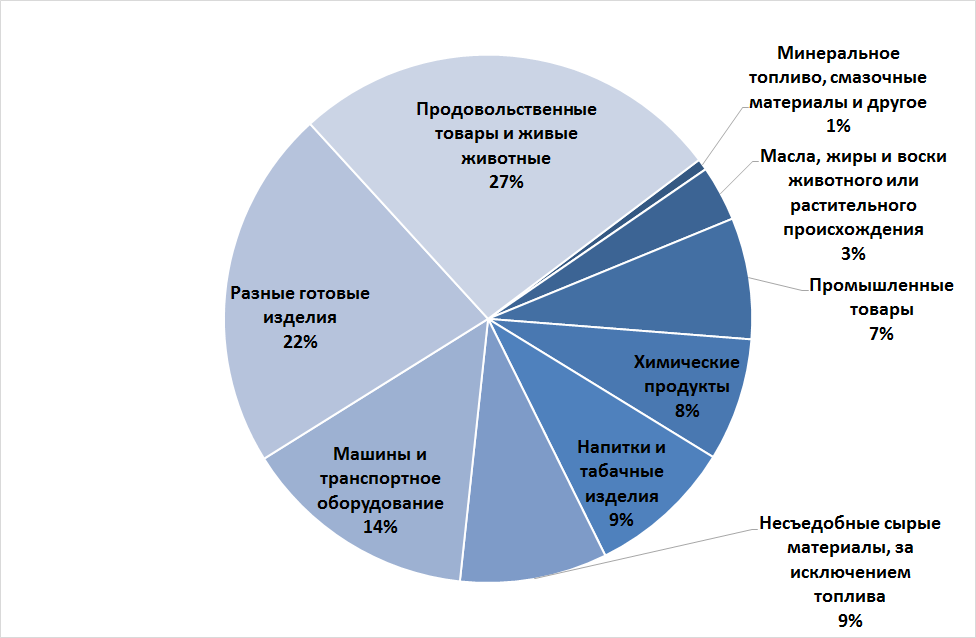 Продовольственные
товары и живые
животные
27%
Минеральное
топливо, смазочные
материалы и другое
1%
Масла, жиры и воски
животного или
растительного
происхождения
3%
Промышленные
товары
7%
Химические
продукты
8%
Напитки и
табачные
изделия
9%
Несъедобные сырые
материалы, за
исключением
топлива
9%
Машины и
транспортное
оборудование
14%
Разные готовые
изделия
22%